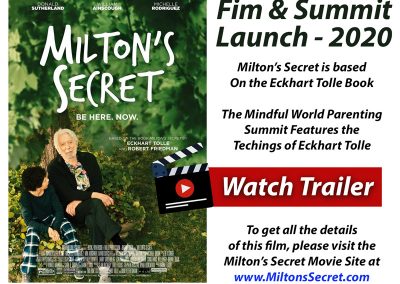 DONALD SUTHERLAND
WILLIAM AINSCOUGH
MICHELLE RODRIGUEZ
MILTON'S
SECRET
BE HERE. NOW.
ECKHART TOLLE
AND ROBERT FRIEDMAN
Fim & Summit
Launch - 2020
Milton's Secret is based
On the Eckhart Tolle Book
The Mindful World Parenting
Summit Features the
Techings of Eckhart Tolle
Watch Trailer
To get all the details
of this film, please visit the
Milton's Secret Movie Site at
www.MiltonsSecret.com